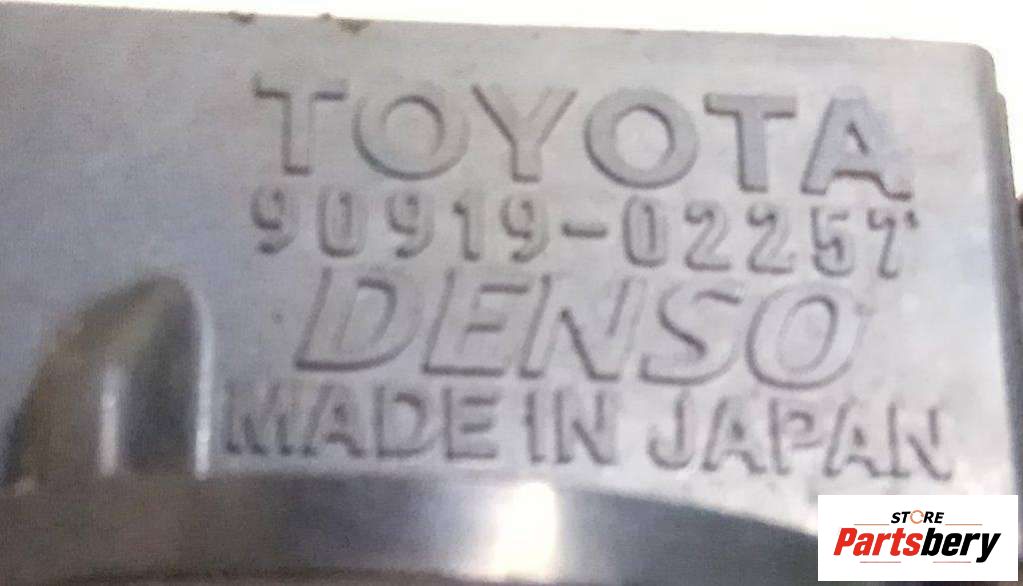 TOYOTA
90919-02257
DENSO
MADE IN JAPAN
STORE
Partsbery